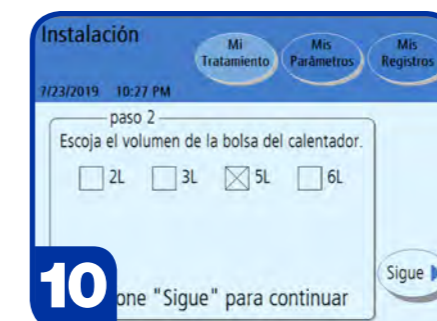 Instalación
Mi Tratamiento
Mis Parámetros
Mis Registros
7/23/2019 10:27 PM
paso 2
Escoja el volumen de la bolsa del calentador.
2L 3L 5L 6L
Sigue
10
one "Sigue" para continuar